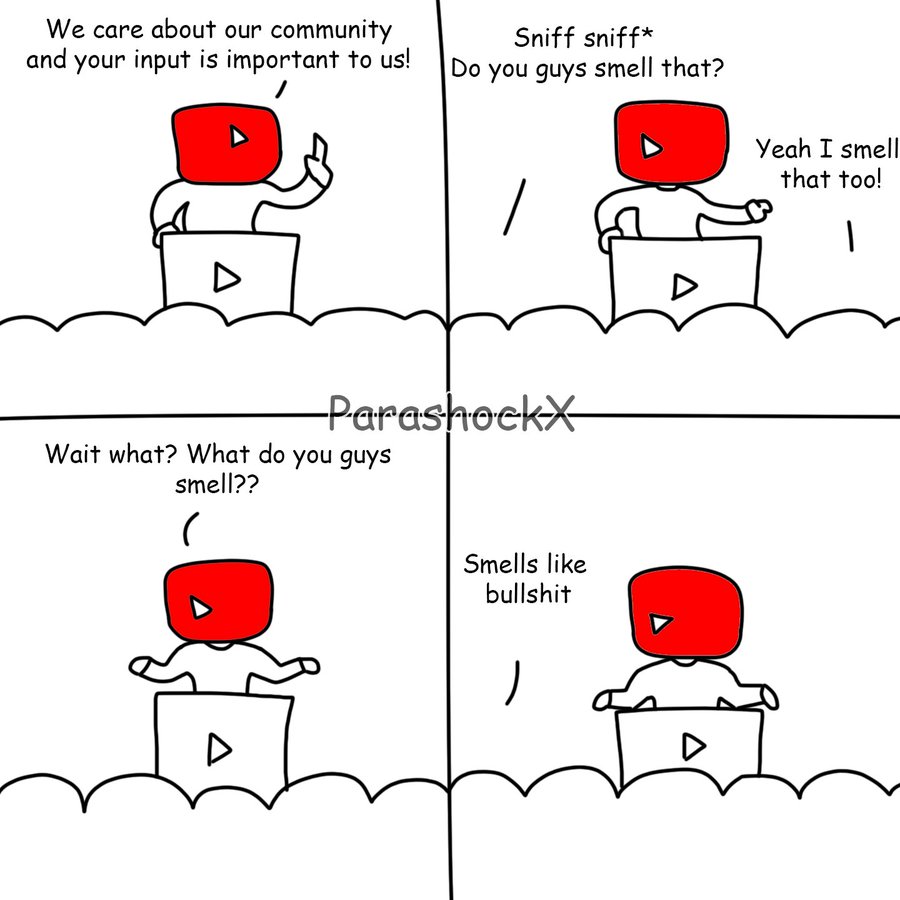 We care about our community
and your input is important to us!
Sniff sniff*
Do you guys smell that?
Yeah I smell
that too!
ParashockX
Wait what? What do you guys
smell??
Smells like
bullshit